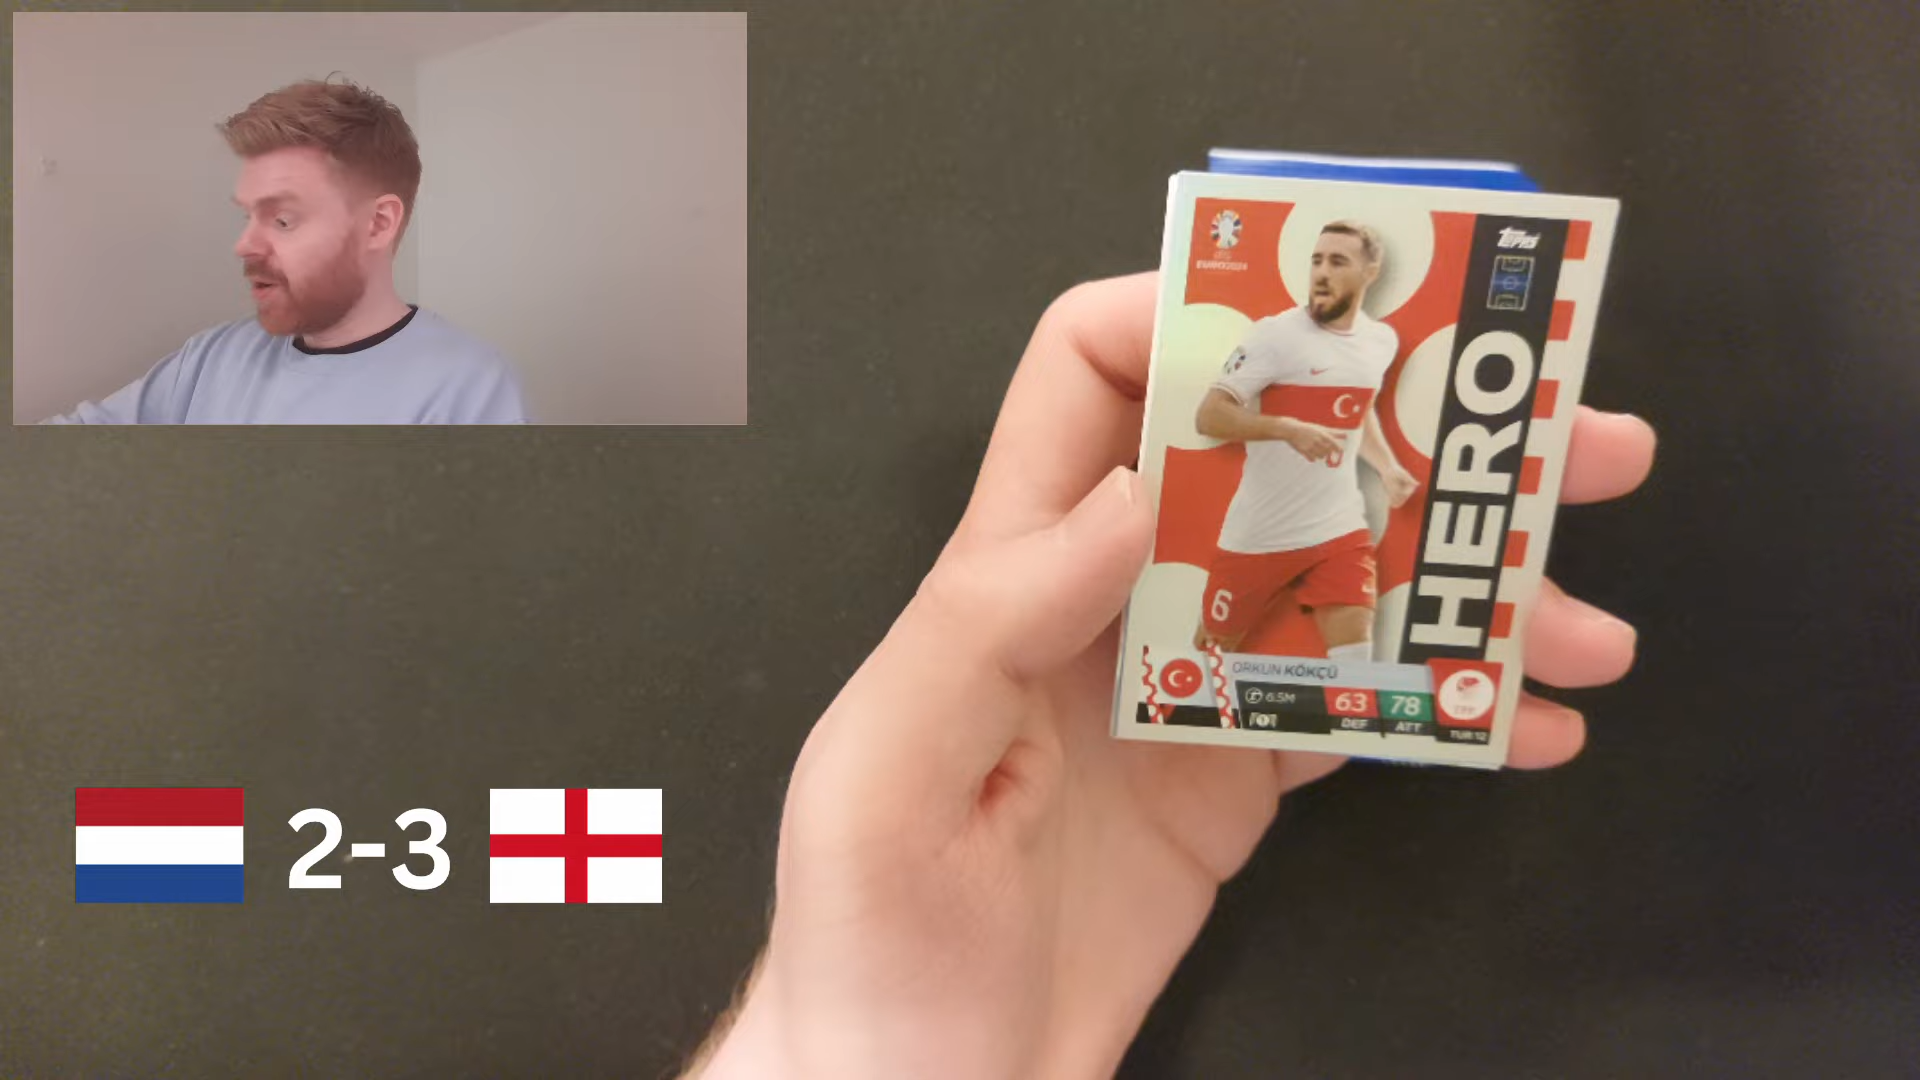 TOPPS
EURO2024
HERO
6
ORKUN KÖKÇÜ
6.5M
63
78
DEF
ATT
TUR 12
2-3